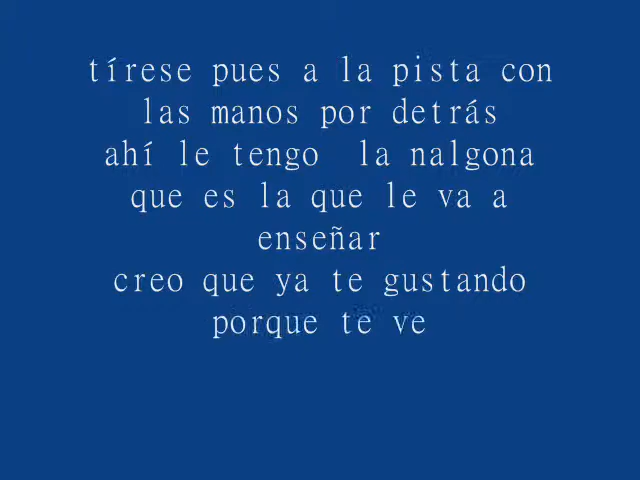 tírese pues a la pista con
las manos por detrás
ahí le tengo  la nalgona
que es la que le va a
enseñar
creo que ya te gustando
porque te ve